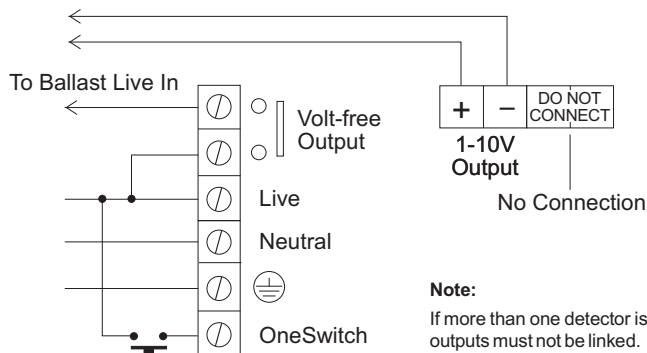 To Ballast Live In
Volt-free
Output
+ −
DO NOT
CONNECT
1-10V
Output
No Connection
Live
Neutral
OneSwitch
Note:
If more than one detector is
outputs must not be linked.